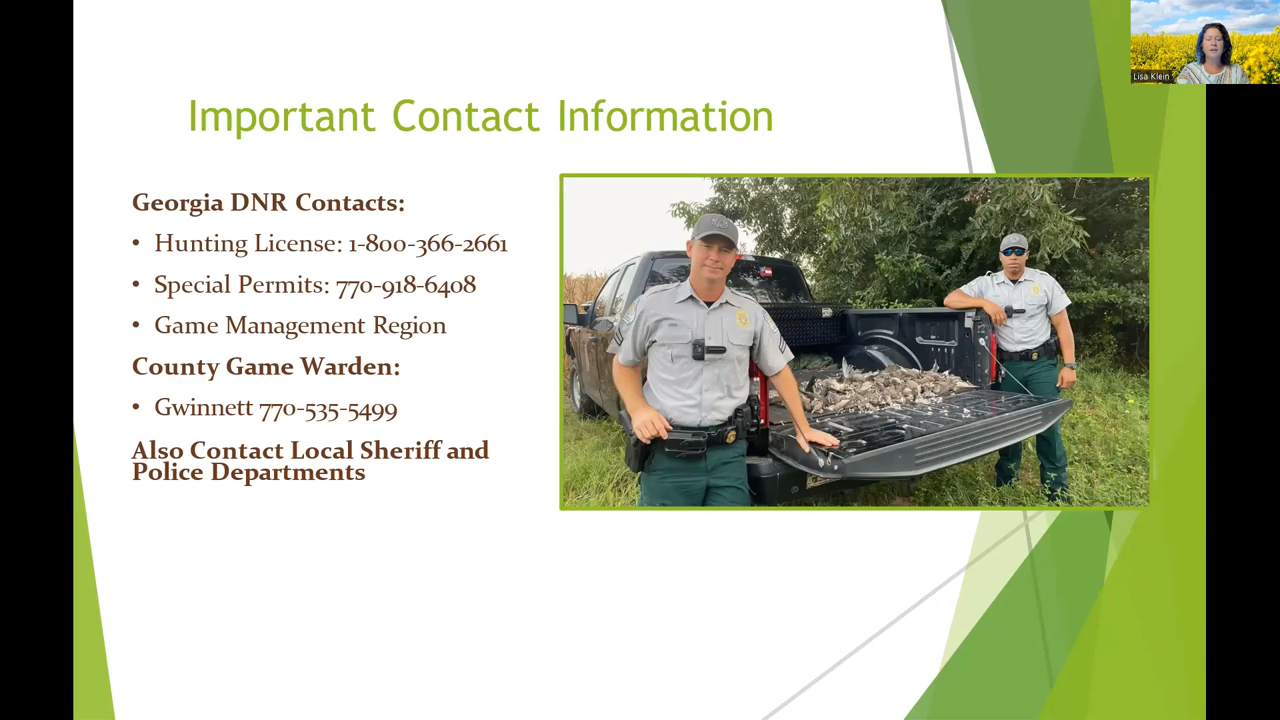 Lisa Klein
Important Contact Information
Georgia DNR Contacts:
• Hunting License: 1-800-366-2661
• Special Permits: 770-918-6408
• Game Management Region
County Game Warden:
• Gwinnett 770-535-5499
Also Contact Local Sheriff and
Police Departments